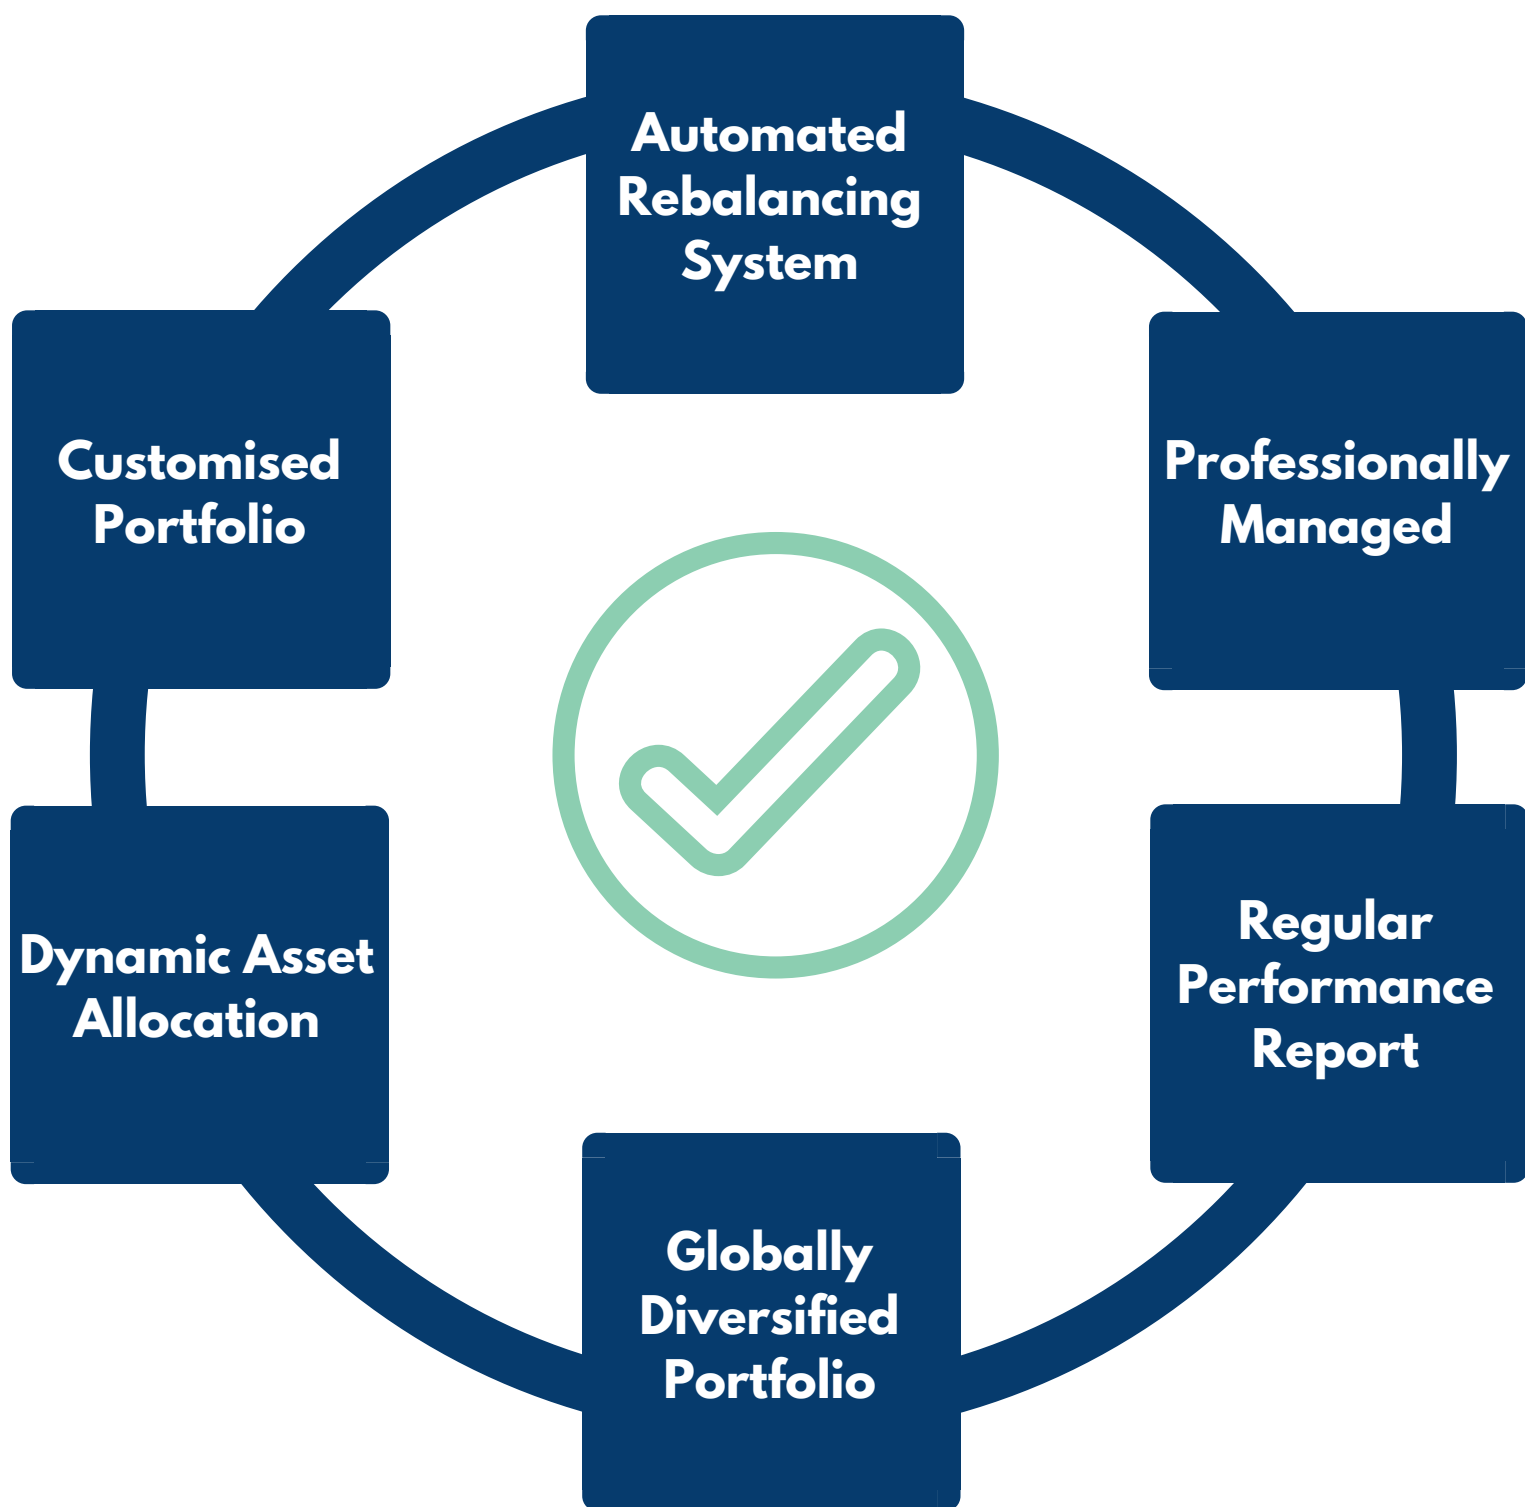 Automated
Rebalancing
System
Customised
Portfolio
Professionally
Managed
Dynamic Asset
Allocation
Regular
Performance
Report
Globally
Diversified
Portfolio